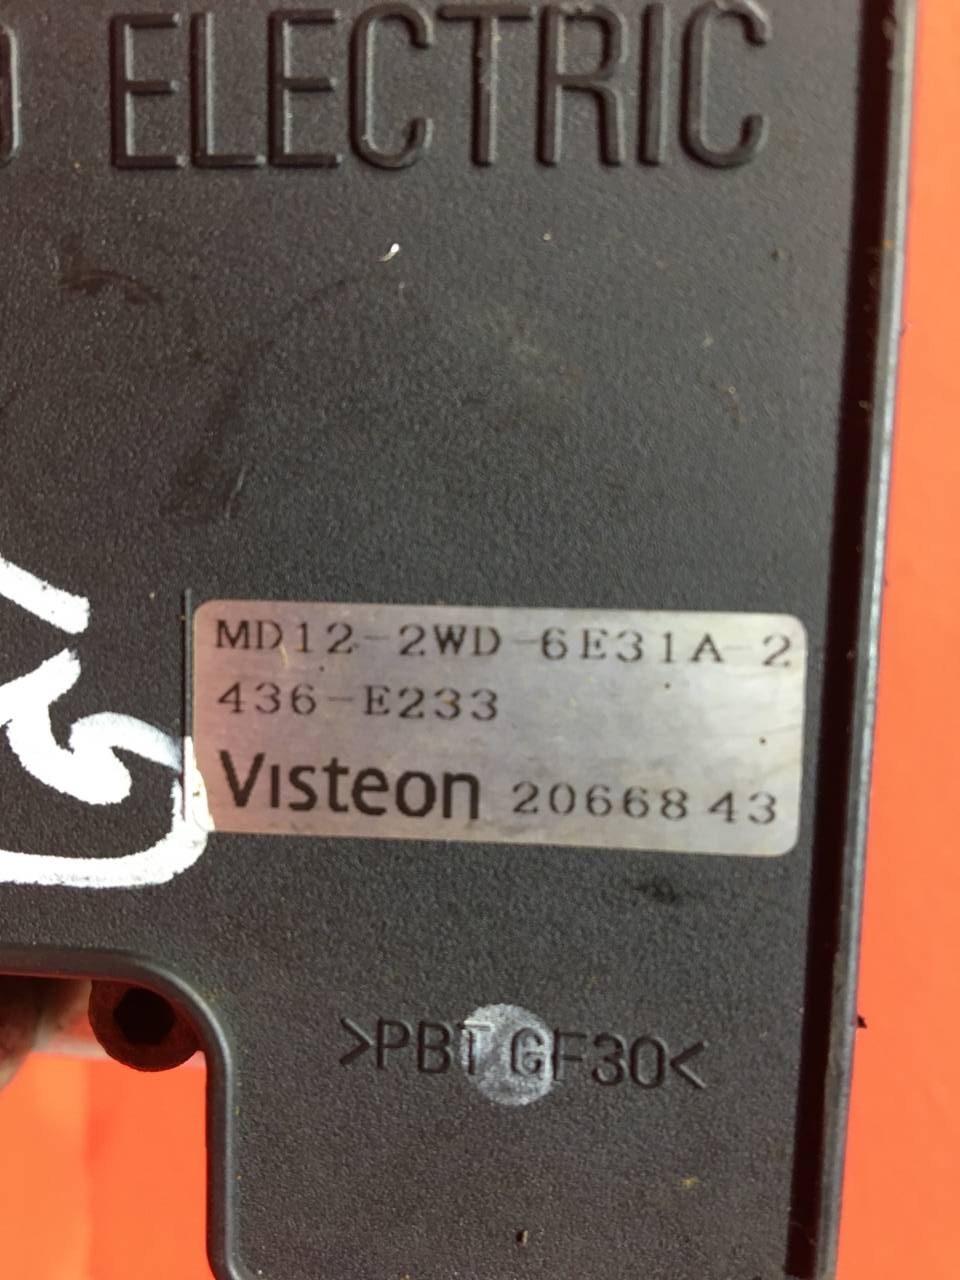 ELECTRIC
MD12-2WD-6E31A-2
436-E233
Visteon 2066843
>PBT GF30<